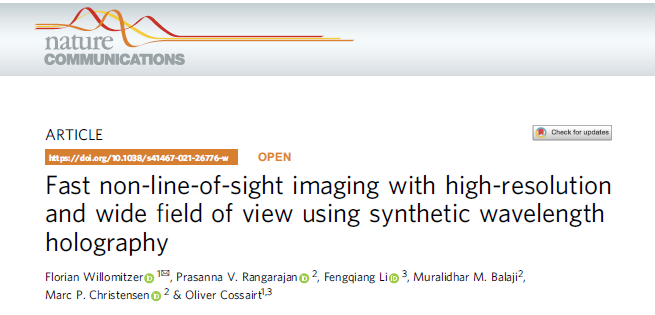 nature
COMMUNICATIONS
ARTICLE
Check for updates
https://doi.org/10.1038/s41467-021-26776-w
OPEN
Fast non-line-of-sight imaging with high-resolution
and wide field of view using synthetic wavelength
holography
Florian Willomitzer 1✉, Prasanna V. Rangarajan 2, Fengqiang Li 3, Muralidhar M. Balaji2,
Marc P. Christensen 2 & Oliver Cossairt1,3